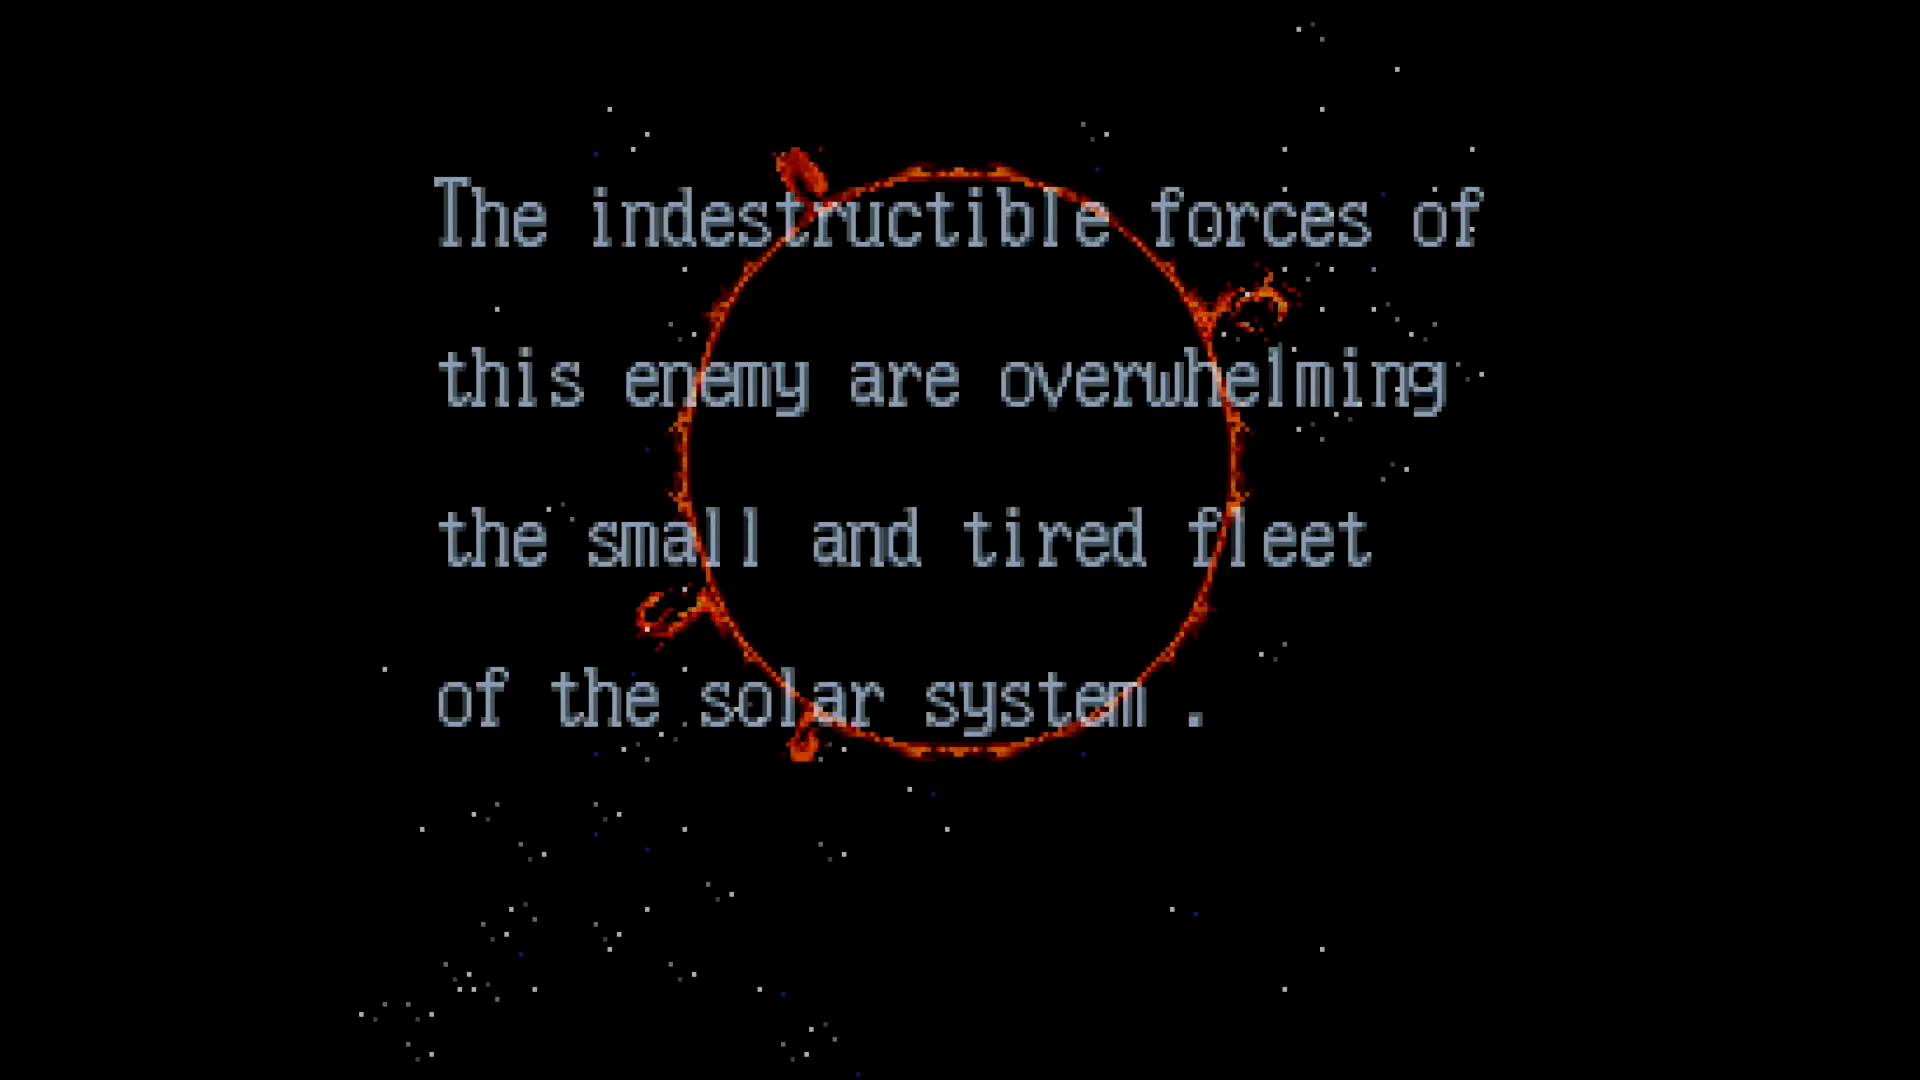 The indestructible forces of
this enemy are overwhelming
the small and tired fleet
of the solar system .